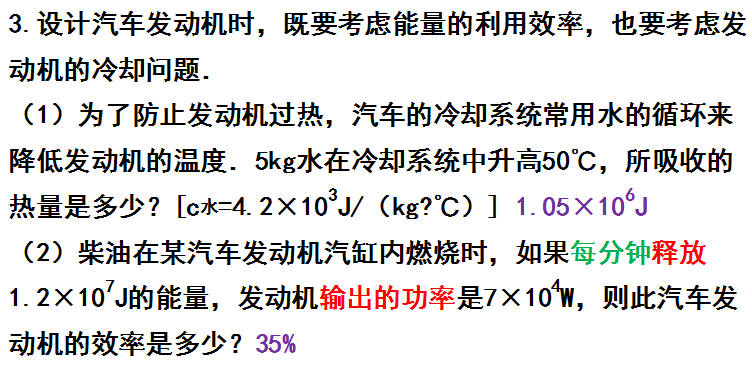 3.设计汽车发动机时，既要考虑能量的利用效率，也要考虑发
动机的冷却问题．
（1）为了防止发动机过热，汽车的冷却系统常用水的循环来
降低发动机的温度．5kg水在冷却系统中升高50℃，所吸收的
热量是多少？[c水=4.2×10³J/（kg?℃）] 1.05×10⁶J
（2）柴油在某汽车发动机汽缸内燃烧时，如果每分钟释放
1.2×10⁷J的能量，发动机输出的功率是7×10⁴W，则此汽车发
动机的效率是多少？35%